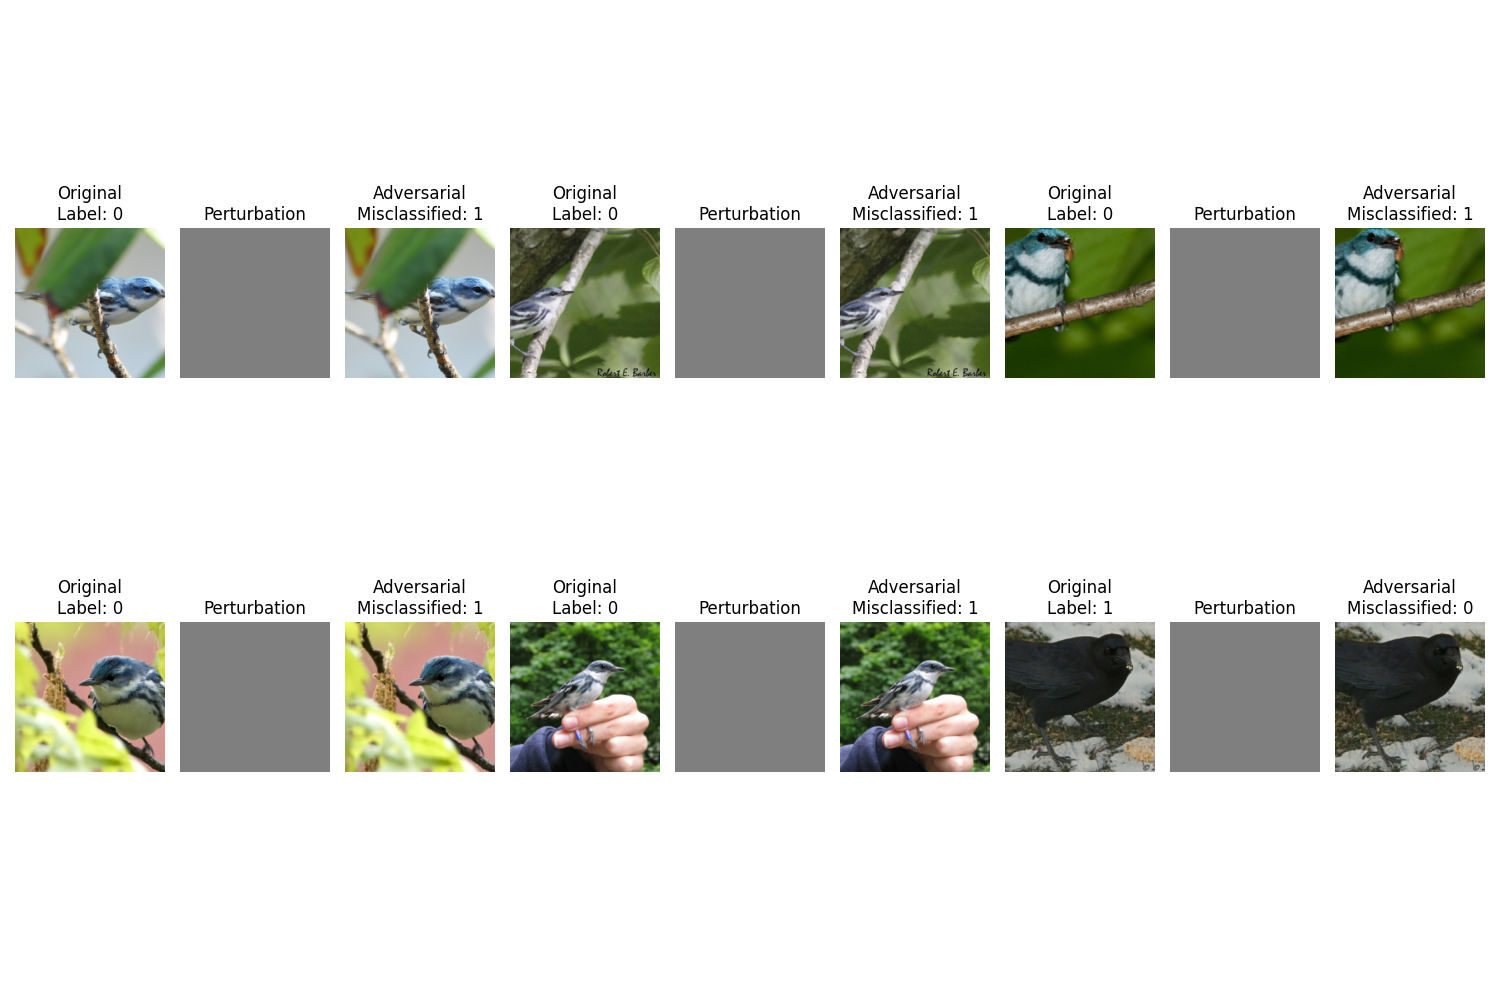 Original
Label: 0
Perturbation
Adversarial
Misclassified: 1
Original
Label: 0
Perturbation
Adversarial
Misclassified: 1
Original
Label: 0
Perturbation
Adversarial
Misclassified: 1
Robert E. Barber
Robert E. Barber
Original
Label: 0
Perturbation
Adversarial
Misclassified: 1
Original
Label: 0
Perturbation
Adversarial
Misclassified: 1
Original
Label: 1
Perturbation
Adversarial
Misclassified: 0